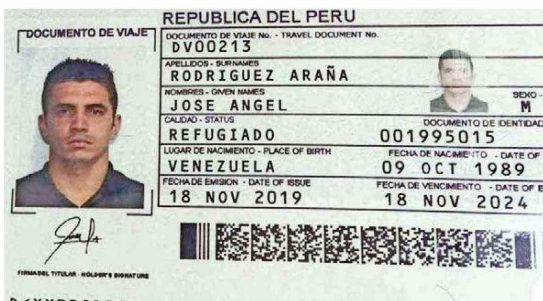 REPUBLICA DEL PERU
DOCUMENTO DE VIAJE
DOCUMENTO DE VIAJE No. - TRAVEL DOCUMENT No.
DV00213
APELLIDOS - SURNAMES
RODRIGUEZ ARAÑA
NOMBRES - GIVEN NAMES
SEXO -
JOSE ANGEL
M
CALIDAD - STATUS
DOCUMENTO DE IDENTIDAD
REFUGIADO
001995015
LUGAR DE NACIMIENTO - PLACE OF BIRTH
FECHA DE NACIMIENTO - DATE OF
VENEZUELA
09 OCT 1989
FECHA DE EMISION - DATE OF ISSUE
FECHA DE VENCIMIENTO - DATE OF E
18 NOV 2019
18 NOV 2024
FIRMA DEL TITULAR - HOLDER'S SIGNATURE